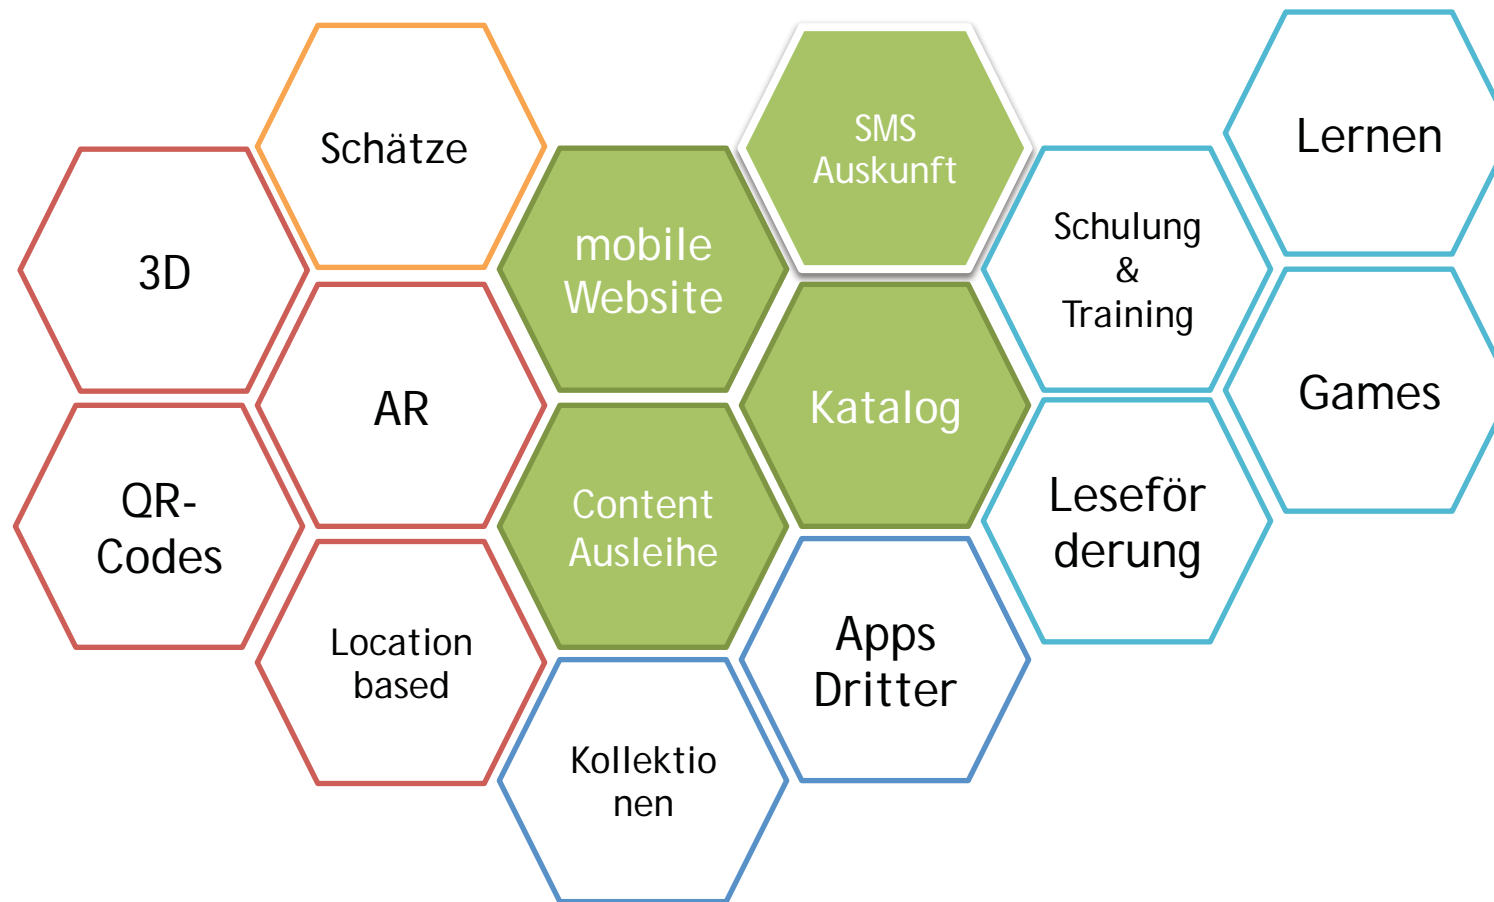 Schätze
SMS
Auskunft
Lernen
3D
mobile
Website
Schulung
&
Training
AR
Katalog
Games
QR-
Codes
Content
Ausleihe
Leseför
derung
Location
based
Apps
Dritter
Kollektio
nen